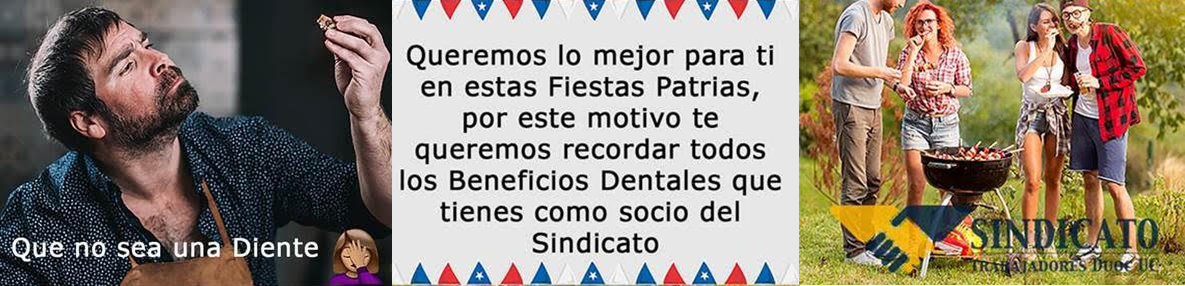 Que no sea una Diente
Queremos lo mejor para ti
en estas Fiestas Patrias,
por este motivo te
queremos recordar todos
los Beneficios Dentales que
tienes como socio del
Sindicato
SINDICATO
TRABAJADORES DUOC UC